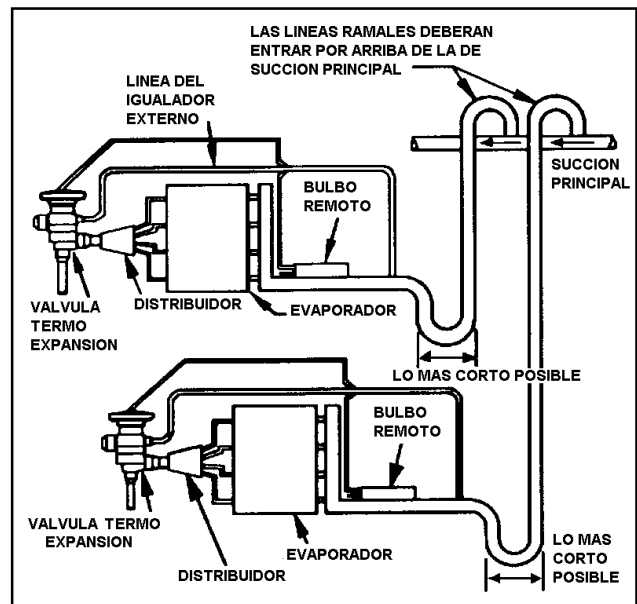 LAS LINEAS RAMALES DEBERAN
ENTRAR POR ARRIBA DE LA DE
SUCCION PRINCIPAL
LINEA DEL
IGUALADOR
EXTERNO
SUCCION
PRINCIPAL
BULBO
REMOTO
DISTRIBUIDOR
EVAPORADOR
VALVULA
TERMO
EXPANSION
LO MAS CORTO POSIBLE
BULBO
REMOTO
VALVULA TERMO
EXPANSION
EVAPORADOR
DISTRIBUIDOR
LO MAS
CORTO
POSIBLE